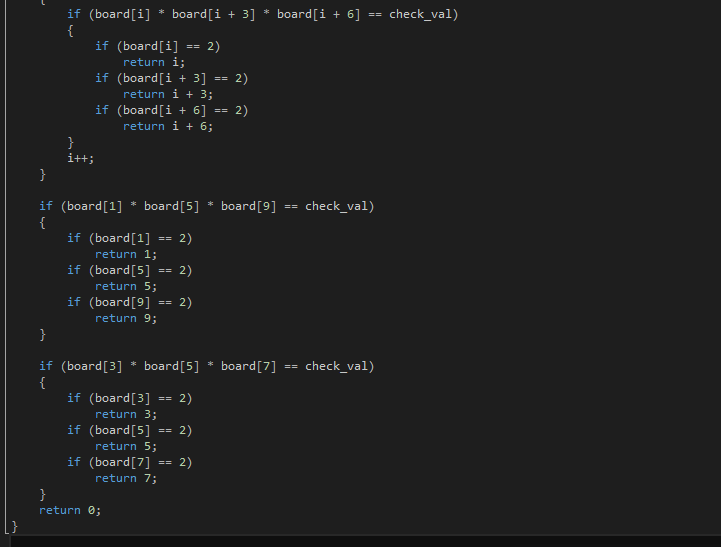 {
if (board[i] * board[i + 3] * board[i + 6] == check_val)
{
if (board[i] == 2)
return i;
if (board[i + 3] == 2)
return i + 3;
if (board[i + 6] == 2)
return i + 6;
}
i++;
}
if (board[1] * board[5] * board[9] == check_val)
{
if (board[1] == 2)
return 1;
if (board[5] == 2)
return 5;
if (board[9] == 2)
return 9;
}
if (board[3] * board[5] * board[7] == check_val)
{
if (board[3] == 2)
return 3;
if (board[5] == 2)
return 5;
if (board[7] == 2)
return 7;
}
return 0;
}